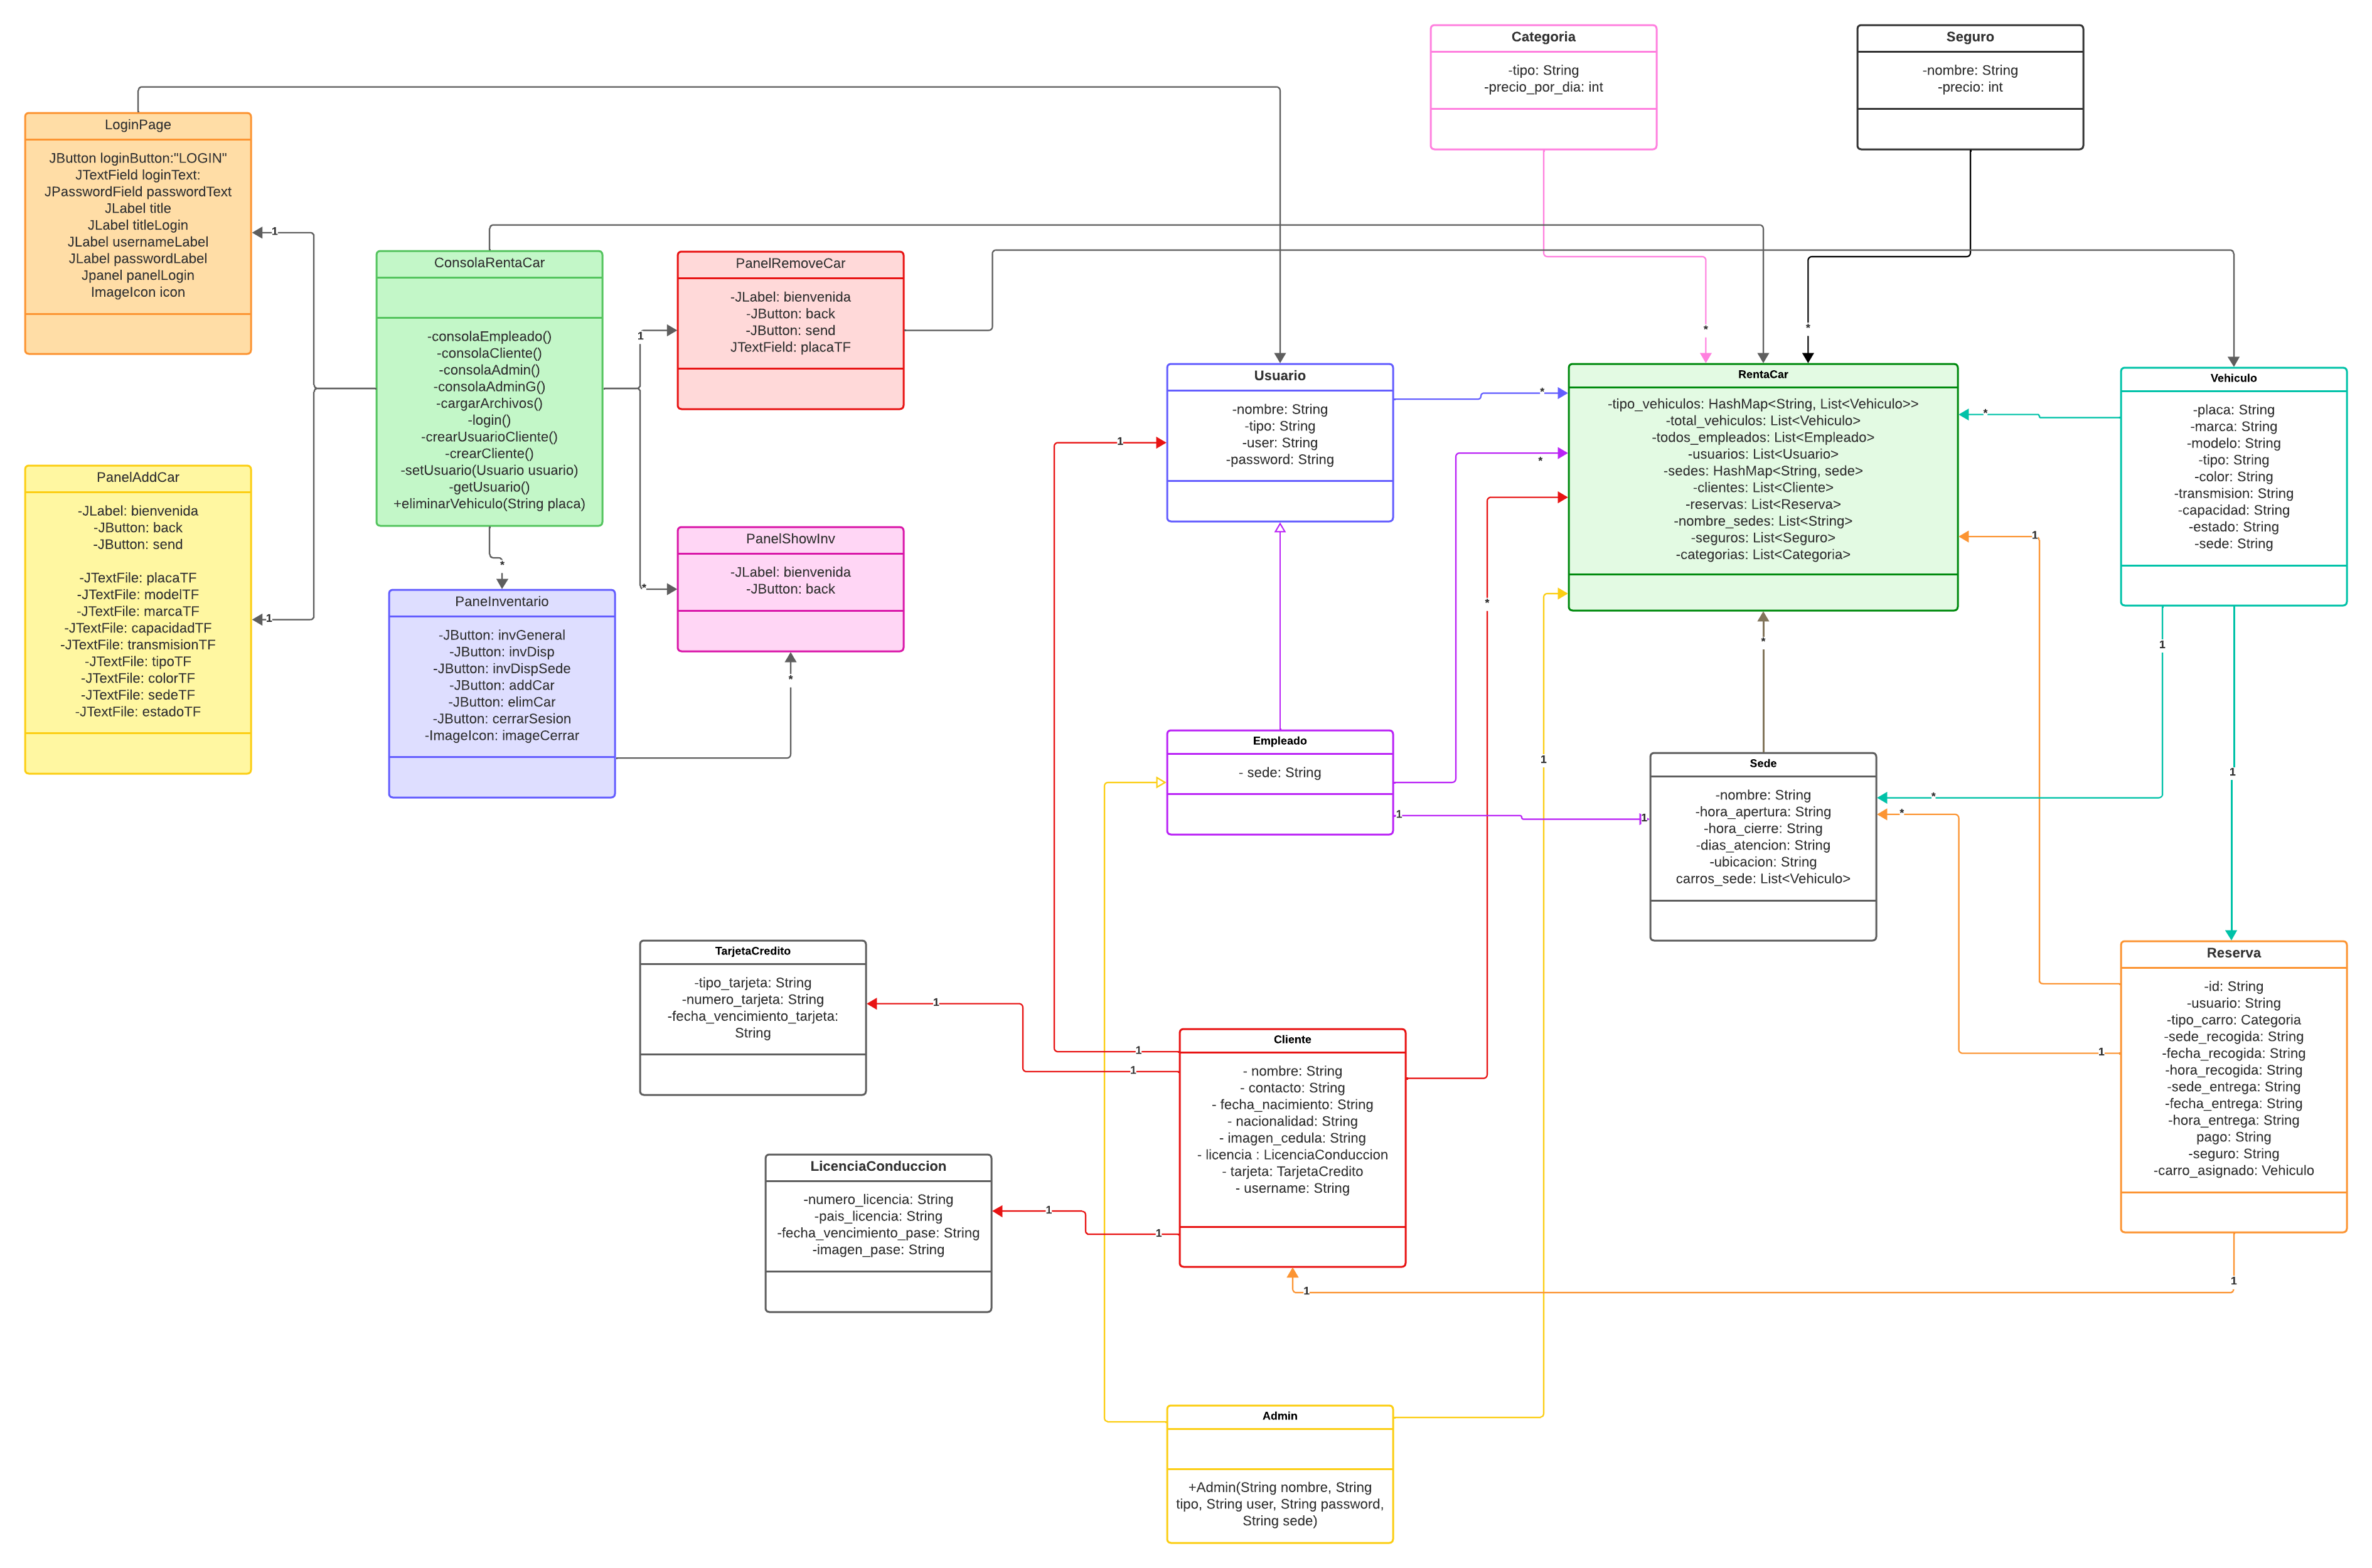 Categoria
-tipo: String
-precio_por_dia: int
Seguro
-nombre: String
-precio: int
LoginPage
JButton loginButton:"LOGIN"
JTextField loginText:
JPasswordField passwordText
JLabel title
JLabel titleLogin
JLabel usernameLabel
JLabel passwordLabel
Jpanel panelLogin
ImageIcon icon
1
ConsolaRentaCar
-consolaEmpleado()
-consolaCliente()
-consolaAdmin()
-consolaAdminG()
-cargarArchivos()
-login()
-crearUsuarioCliente()
-crearCliente()
-setUsuario(Usuario usuario)
-getUsuario()
+eliminarVehiculo(String placa)
1
PanelRemoveCar
-JLabel: bienvenida
-JButton: back
-JButton: send
JTextField: placaTF
*
*
Usuario
-nombre: String
-tipo: String
-user: String
-password: String
*
*
1
RentaCar
-tipo_vehiculos: HashMap<String, List<Vehiculo>>
-total_vehiculos: List<Vehiculo>
-todos_empleados: List<Empleado>
-usuarios: List<Usuario>
-sedes: HashMap<String, sede>
-clientes: List<Cliente>
-reservas: List<Reserva>
-nombre_sedes: List<String>
-seguros: List<Seguro>
-categorias: List<Categoria>
*
1
Vehiculo
-placa: String
-marca: String
-modelo: String
-tipo: String
-color: String
-transmision: String
-capacidad: String
-estado: String
-sede: String
PanelAddCar
-JLabel: bienvenida
-JButton: back
-JButton: send
-JTextFile: placaTF
-JTextFile: modelTF
-JTextFile: marcaTF
-JTextFile: capacidadTF
-JTextFile: transmisionTF
-JTextFile: tipoTF
-JTextFile: colorTF
-JTextFile: sedeTF
-JTextFile: estadoTF
1
*
PaneInventario
-JButton: invGeneral
-JButton: invDisp
-JButton: invDispSede
-JButton: addCar
-JButton: elimCar
-JButton: cerrarSesion
-ImageIcon: imageCerrar
*
PanelShowInv
-JLabel: bienvenida
-JButton: back
*
*
*
1
1
1
Empleado
- sede: String
1
1
*
*
Sede
-nombre: String
-hora_apertura: String
-hora_cierre: String
-dias_atencion: String
-ubicacion: String
carros_sede: List<Vehiculo>
TarjetaCredito
-tipo_tarjeta: String
-numero_tarjeta: String
-fecha_vencimiento_tarjeta:
String
1
1
1
Cliente
- nombre: String
- contacto: String
- fecha_nacimiento: String
- nacionalidad: String
- imagen_cedula: String
- licencia : LicenciaConduccion
- tarjeta: TarjetaCredito
- username: String
1
Reserva
-id: String
-usuario: String
-tipo_carro: Categoria
-sede_recogida: String
-fecha_recogida: String
-hora_recogida: String
-sede_entrega: String
-fecha_entrega: String
-hora_entrega: String
pago: String
-seguro: String
-carro_asignado: Vehiculo
LicenciaConduccion
-numero_licencia: String
-pais_licencia: String
-fecha_vencimiento_pase: String
-imagen_pase: String
1
1
1
1
Admin
+Admin(String nombre, String
tipo, String user, String password,
String sede)